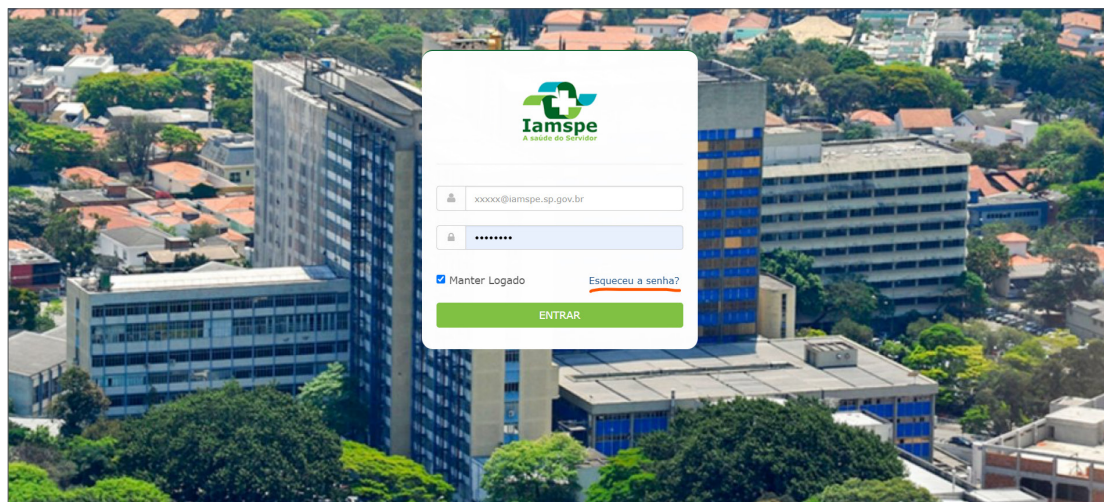 Iamspe
A saúde do Servidor
xxxxx@iamspe.sp.gov.br
••••••••
Manter Logado
Esqueceu a senha?
ENTRAR